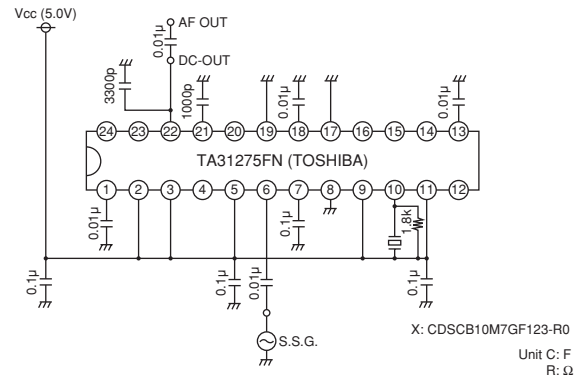 Vcc (5.0V)
AF OUT
0.01μ
DC-OUT
3300p
1000p
0.01μ
0.01μ
24 23 22 21 20 19 18 17 16 15 14 13
TA31275FN (TOSHIBA)
1 2 3 4 5 6 7 8 9 10 11 12
0.01μ
0.1μ
1.8k
0.1μ
0.1μ
0.01μ
0.1μ
S.S.G.
X: CDSCB10M7GF123-R0
Unit C: F
R: Ω